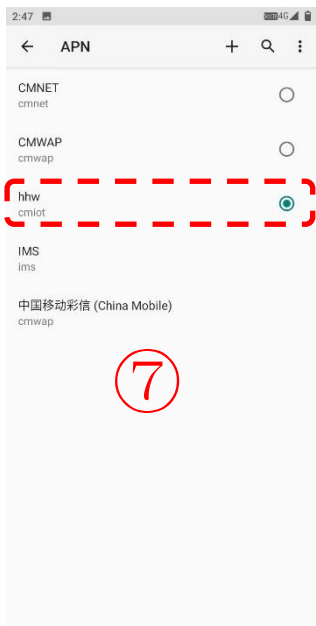 2:47 4G
APN
CMNET
cmnet
CMWAP
cmwap
hhw
cmiot
IMS
ims
中国移动彩信 (China Mobile)
cmwap
⑦